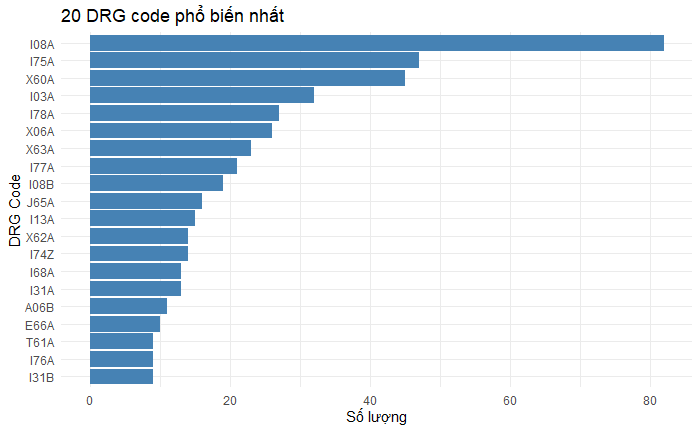 20 DRG code phổ biến nhất
DRG Code
I08A
I75A
X60A
I03A
I78A
X06A
X63A
I77A
I08B
J65A
I13A
X62A
I74Z
I68A
I31A
A06B
E66A
T61A
I76A
I31B
0
20
40
60
80
Số lượng